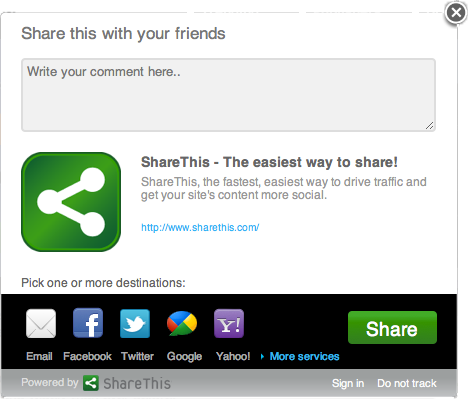 Share this with your friends
Write your comment here..
ShareThis - The easiest way to share!
ShareThis, the fastest, easiest way to drive traffic and
get your site's content more social.
http://www.sharethis.com/
Pick one or more destinations:
Y!
Share
Email Facebook Twitter Google Yahoo! More services
Powered by ShareThis Sign in Do not track